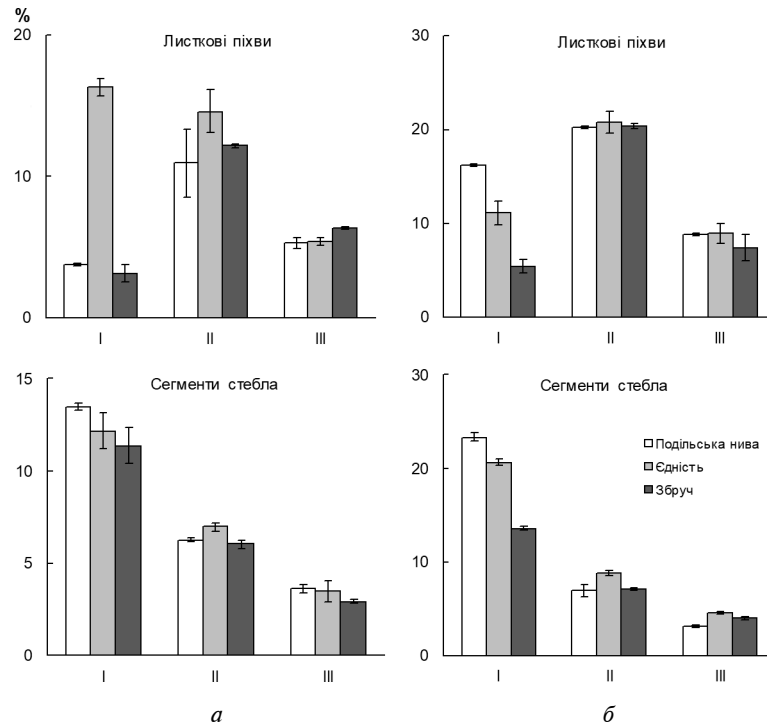 %
Листкові піхви
20
10
0
I II III
Листкові піхви
30
20
10
0
I II III
Сегменти стебла
15
10
5
0
I II III
а
Сегменти стебла
30
20
10
0
Подільська нива
Єдність
Збруч
I II III
б